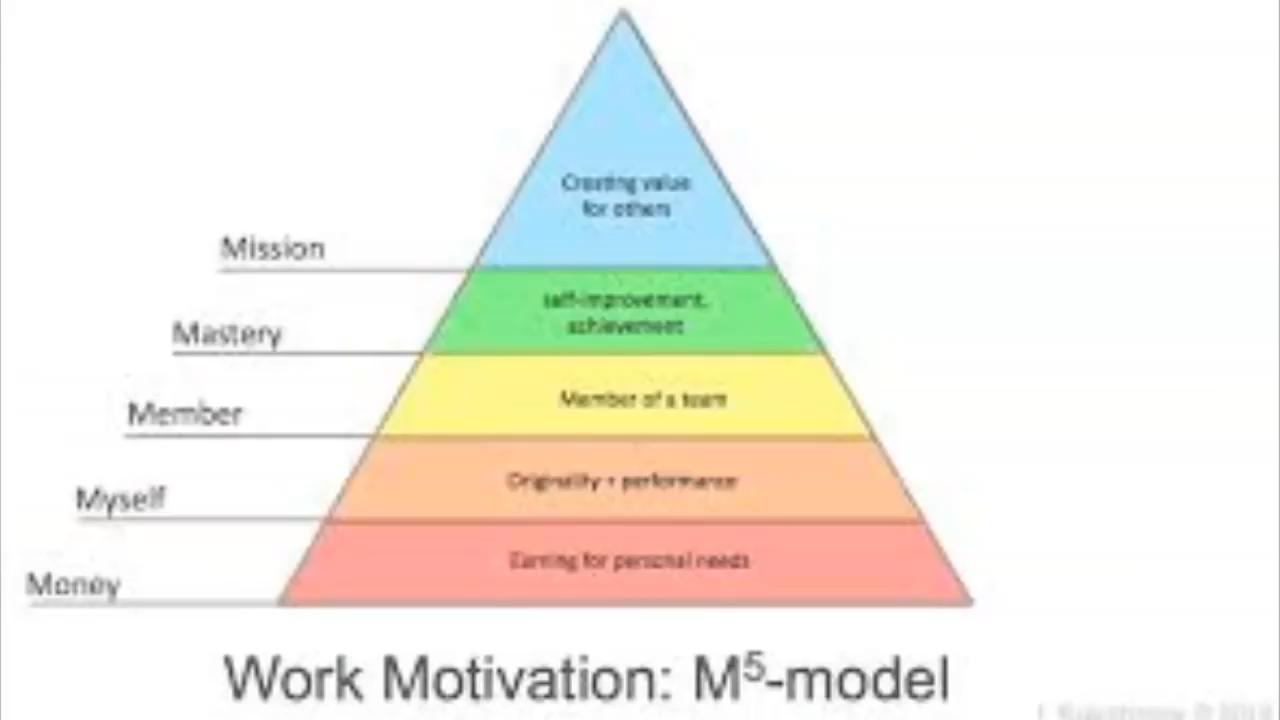 Creating value
for others
Mission
self-improvement,
achievement
Mastery
Member of a team
Member
Originality + performance
Myself
Earning for personal needs
Money
Work Motivation: M⁵-model